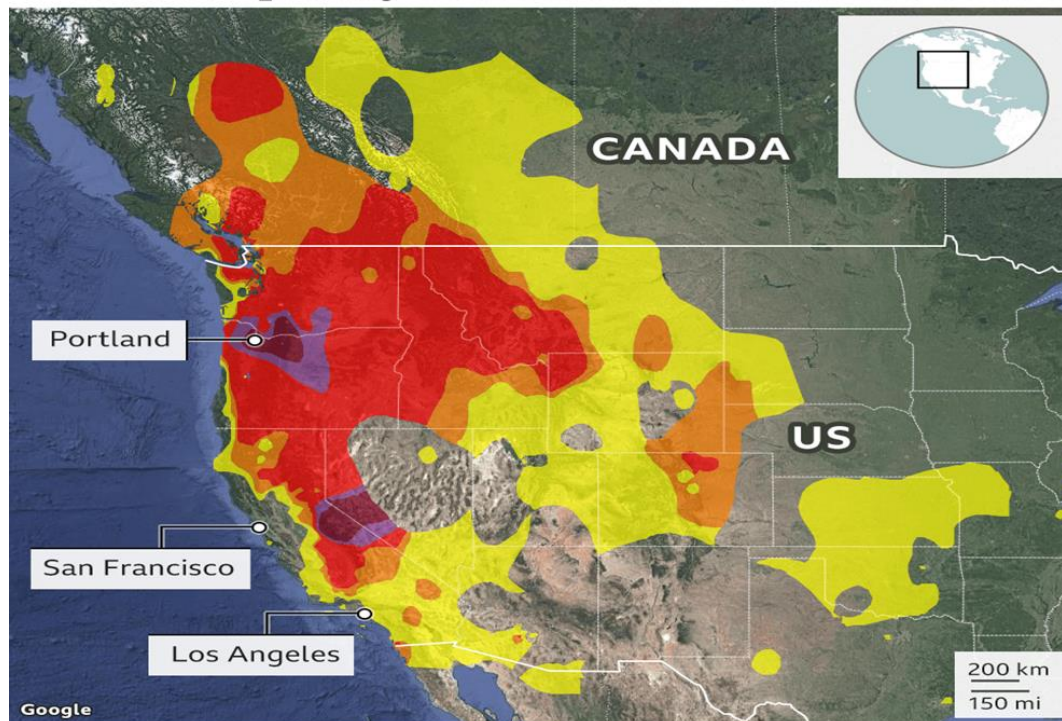 CANADA
Portland
US
San Francisco
Los Angeles
200 km
150 mi
Google